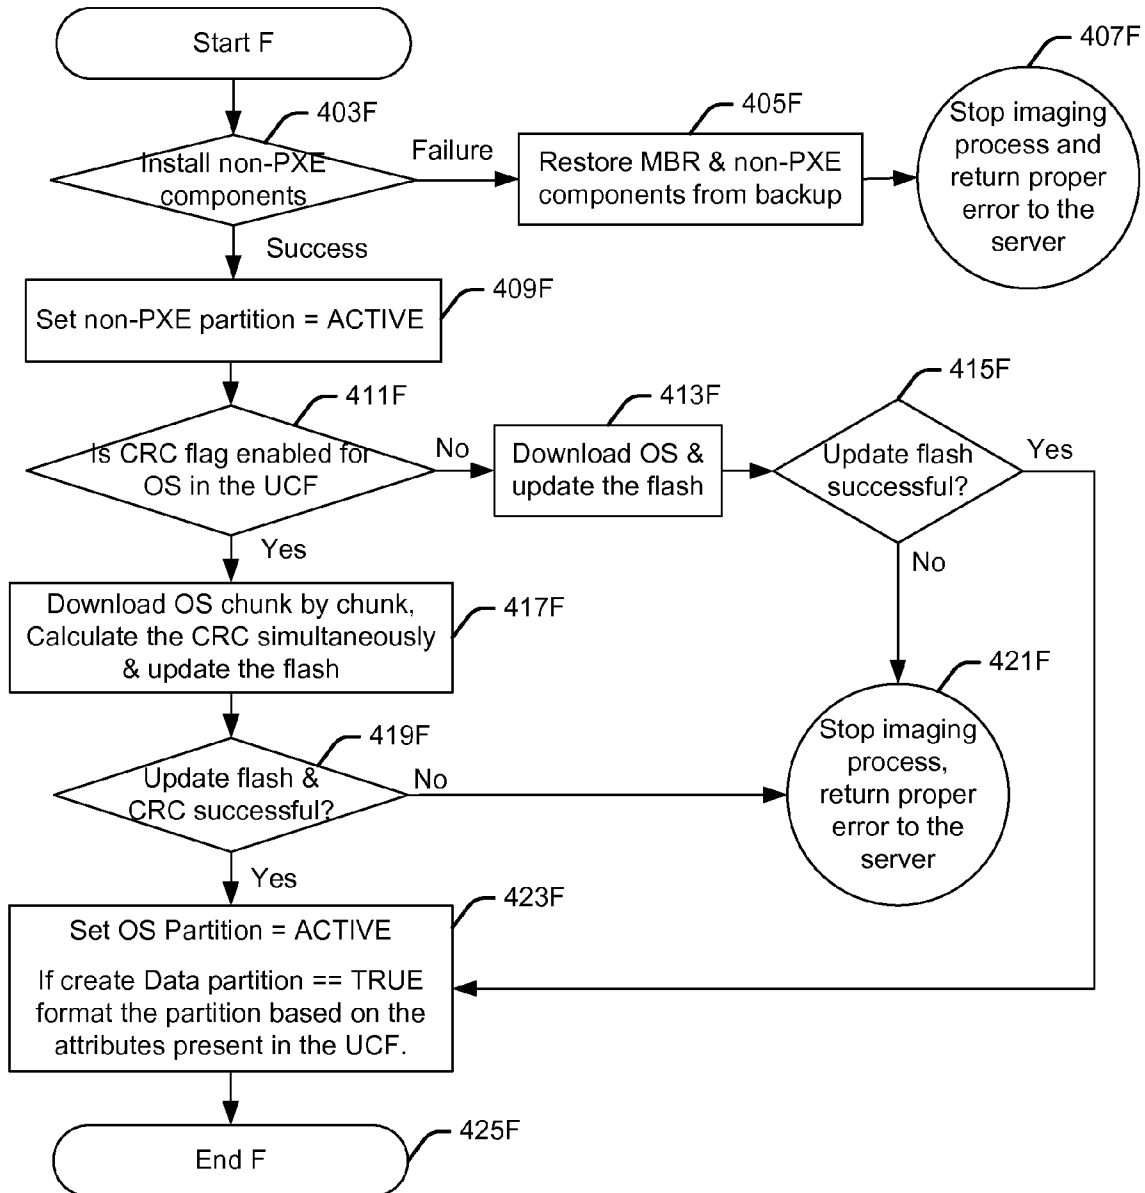 Start F
403F
Install non-PXE
components
Failure
405F
Restore MBR & non-PXE
components from backup
407F
Stop imaging
process and
return proper
error to the
server
Success
409F
Set non-PXE partition = ACTIVE
411F
Is CRC flag enabled for
OS in the UCF
No
413F
Download OS &
update the flash
415F
Update flash
successful?
Yes
No
Yes
417F
Download OS chunk by chunk,
Calculate the CRC simultaneously
& update the flash
419F
Update flash &
CRC successful?
No
421F
Stop imaging
process,
return proper
error to the
server
Yes
423F
Set OS Partition = ACTIVE
If create Data partition == TRUE
format the partition based on the
attributes present in the UCF.
425F
End F